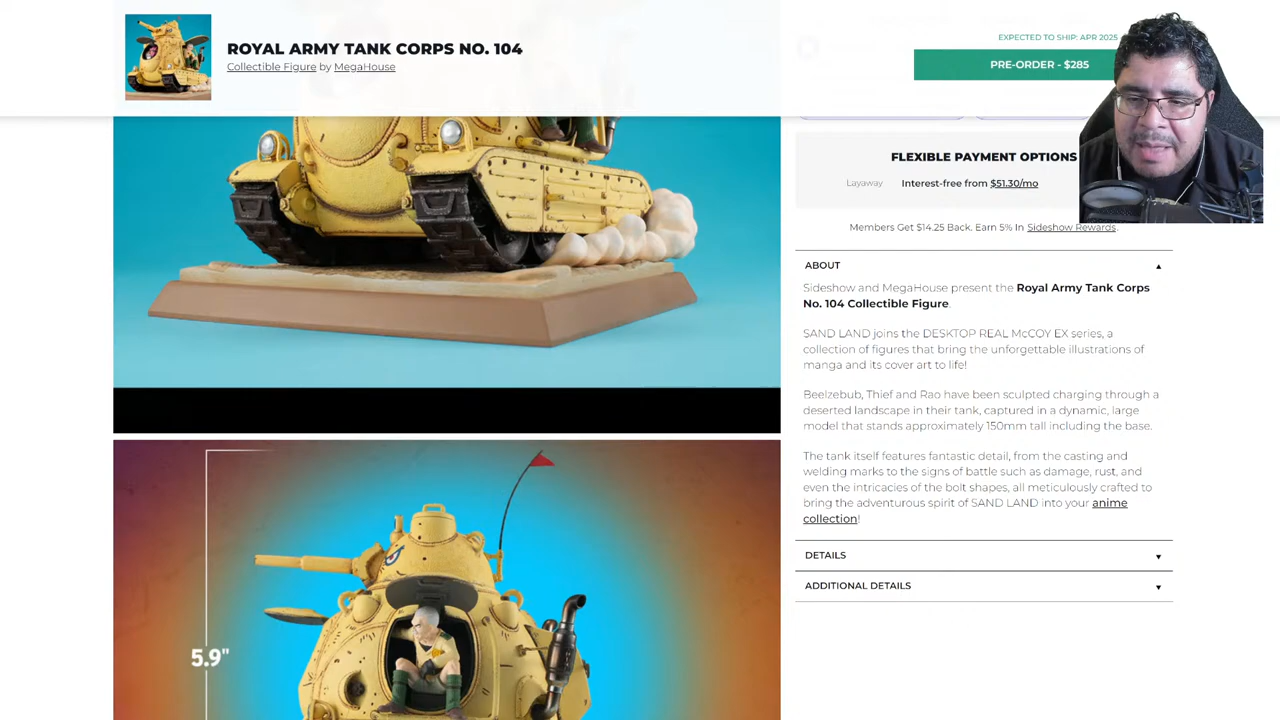 ROYAL ARMY TANK CORPS NO. 104
Collectible Figure by MegaHouse
EXPECTED TO SHIP: APR 2025
PRE-ORDER - $285
FLEXIBLE PAYMENT OPTIONS
Layaway Interest-free from $51.30/mo
Members Get $14.25 Back. Earn 5% In Sideshow Rewards.
ABOUT
Sideshow and MegaHouse present the Royal Army Tank Corps
No. 104 Collectible Figure.
SAND LAND joins the DESKTOP REAL McCOY EX series, a
collection of figures that bring the unforgettable illustrations of
manga and its cover art to life!
Beelzebub, Thief and Rao have been sculpted charging through a
deserted landscape in their tank, captured in a dynamic, large
model that stands approximately 150mm tall including the base.
The tank itself features fantastic detail, from the casting and
welding marks to the signs of battle such as damage, rust, and
even the intricacies of the bolt shapes, all meticulously crafted to
bring the adventurous spirit of SAND LAND into your anime
collection!
DETAILS
ADDITIONAL DETAILS
5.9"